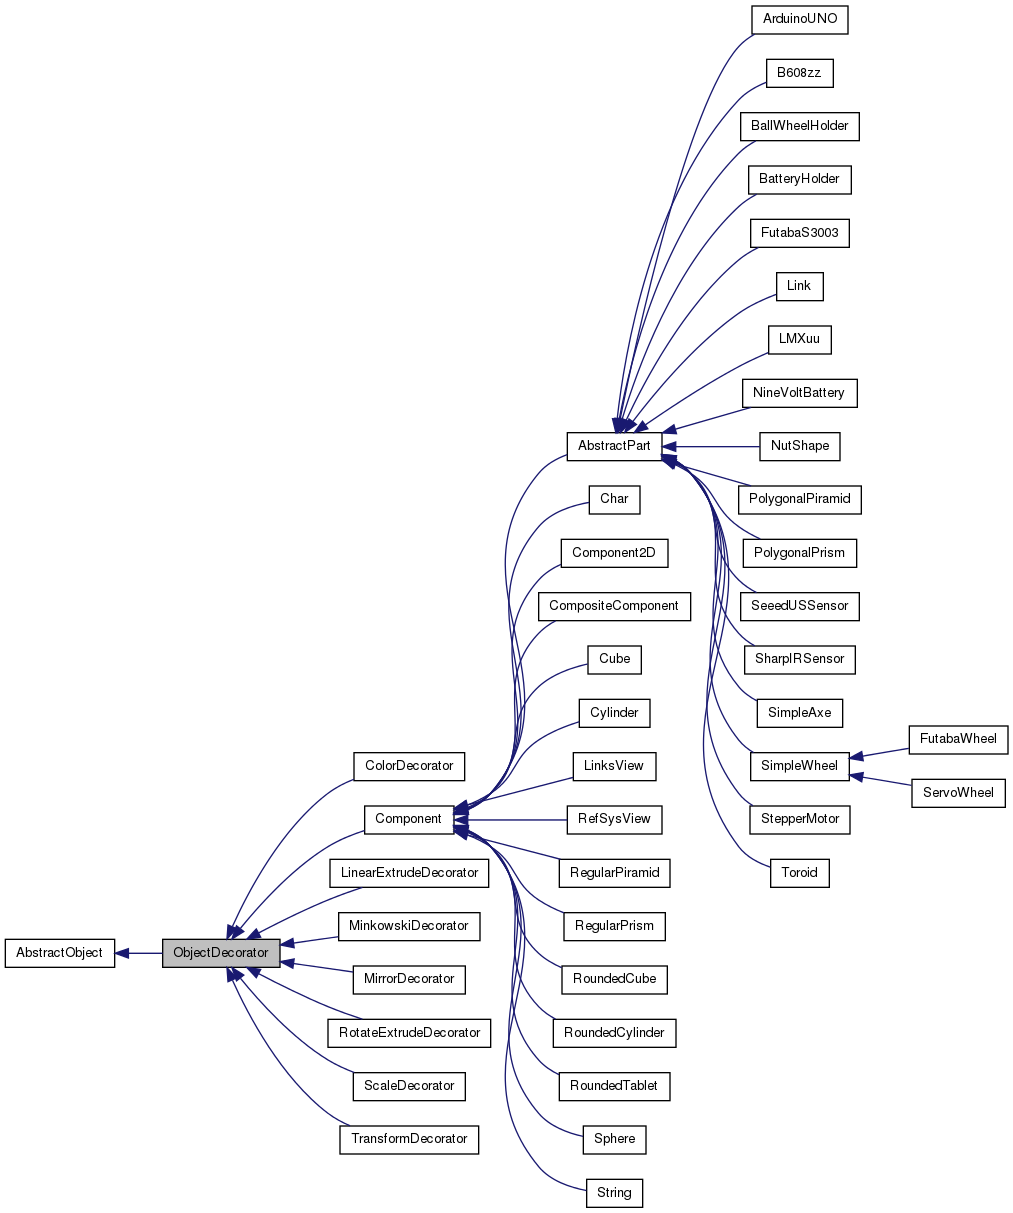 ArduinoUNO
B608zz
BallWheelHolder
BatteryHolder
FutabaS3003
Link
LMXuu
NineVoltBattery
AbstractPart
NutShape
Char
PolygonalPiramid
Component2D
PolygonalPrism
CompositeComponent
SeeedUSSensor
Cube
SharpIRSensor
Cylinder
SimpleAxe
FutabaWheel
ColorDecorator
LinksView
SimpleWheel
ServoWheel
Component
RefSysView
StepperMotor
LinearExtrudeDecorator
RegularPiramid
Toroid
MinkowskiDecorator
RegularPrism
AbstractObject
ObjectDecorator
MirrorDecorator
RoundedCube
RotateExtrudeDecorator
RoundedCylinder
ScaleDecorator
RoundedTablet
TransformDecorator
Sphere
String